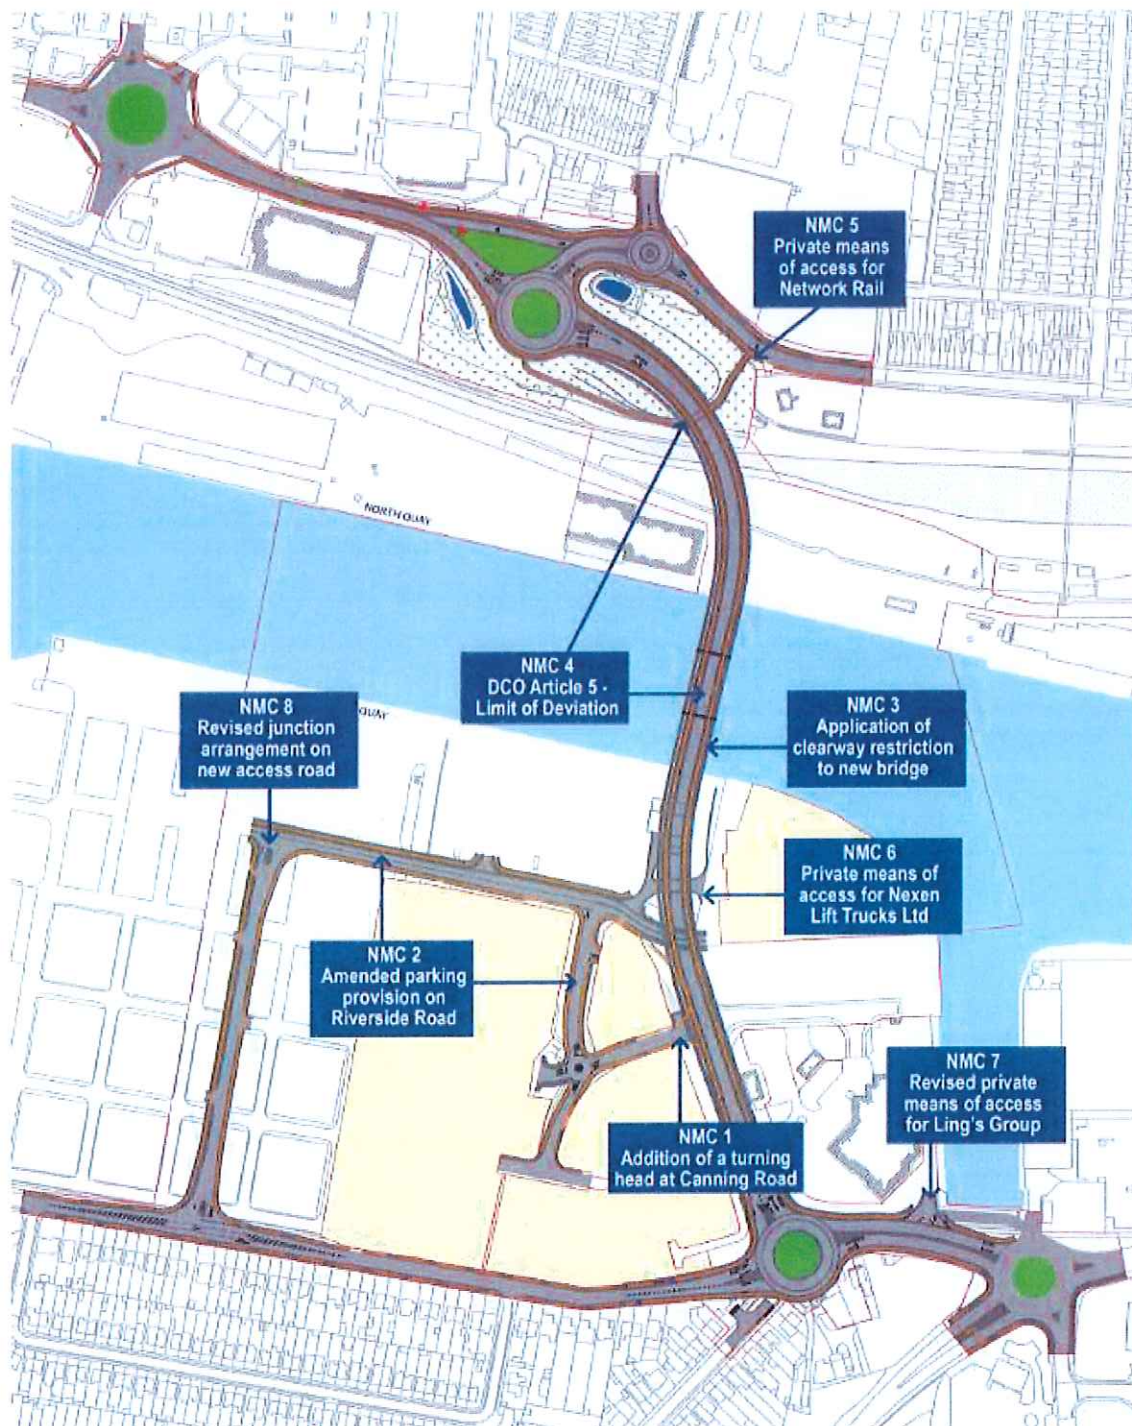 NMC 5
Private means
of access for
Network Rail
NORTH QUAY
NMC 4
DCO Article 5 -
Limit of Deviation
NMC 8
Revised junction
arrangement on
new access road
QUAY
NMC 3
Application of
clearway restriction
to new bridge
NMC 6
Private means of
access for Nexen
Lift Trucks Ltd
NMC 2
Amended parking
provision on
Riverside Road
NMC 7
Revised private
means of access
for Ling's Group
NMC 1
Addition of a turning
head at Canning Road